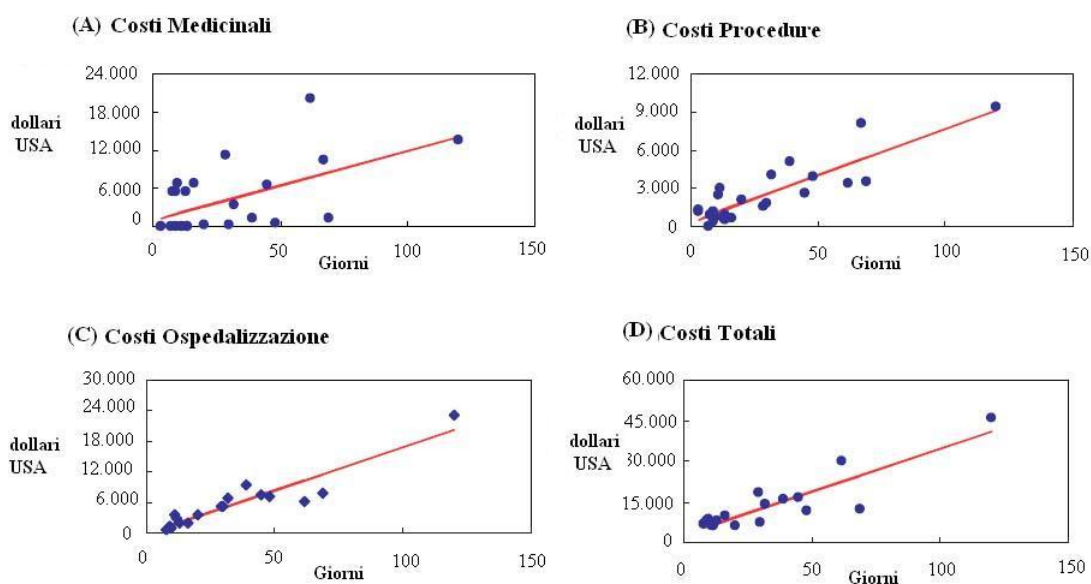 (A) Costi Medicinali
24.000
18.000
12.000
6.000
0
dollari
USA
0 50 100 150
Giorni
(B) Costi Procedure
12.000
9.000
6.000
3.000
0
dollari
USA
0 50 100 150
Giorni
(C) Costi Ospedalizzazione
30.000
24.000
18.000
12.000
6.000
0
dollari
USA
0 50 100 150
Giorni
(D) Costi Totali
60.000
45.000
30.000
15.000
0
dollari
USA
0 50 100 150
Giorni